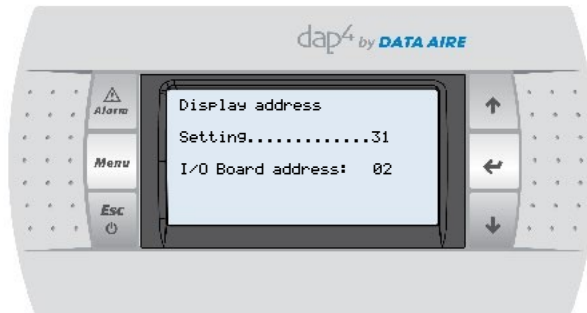 dap4 by DATA AIRE
Alarm
Menu
Esc
Display address
Setting.............31
I/O Board address: 02